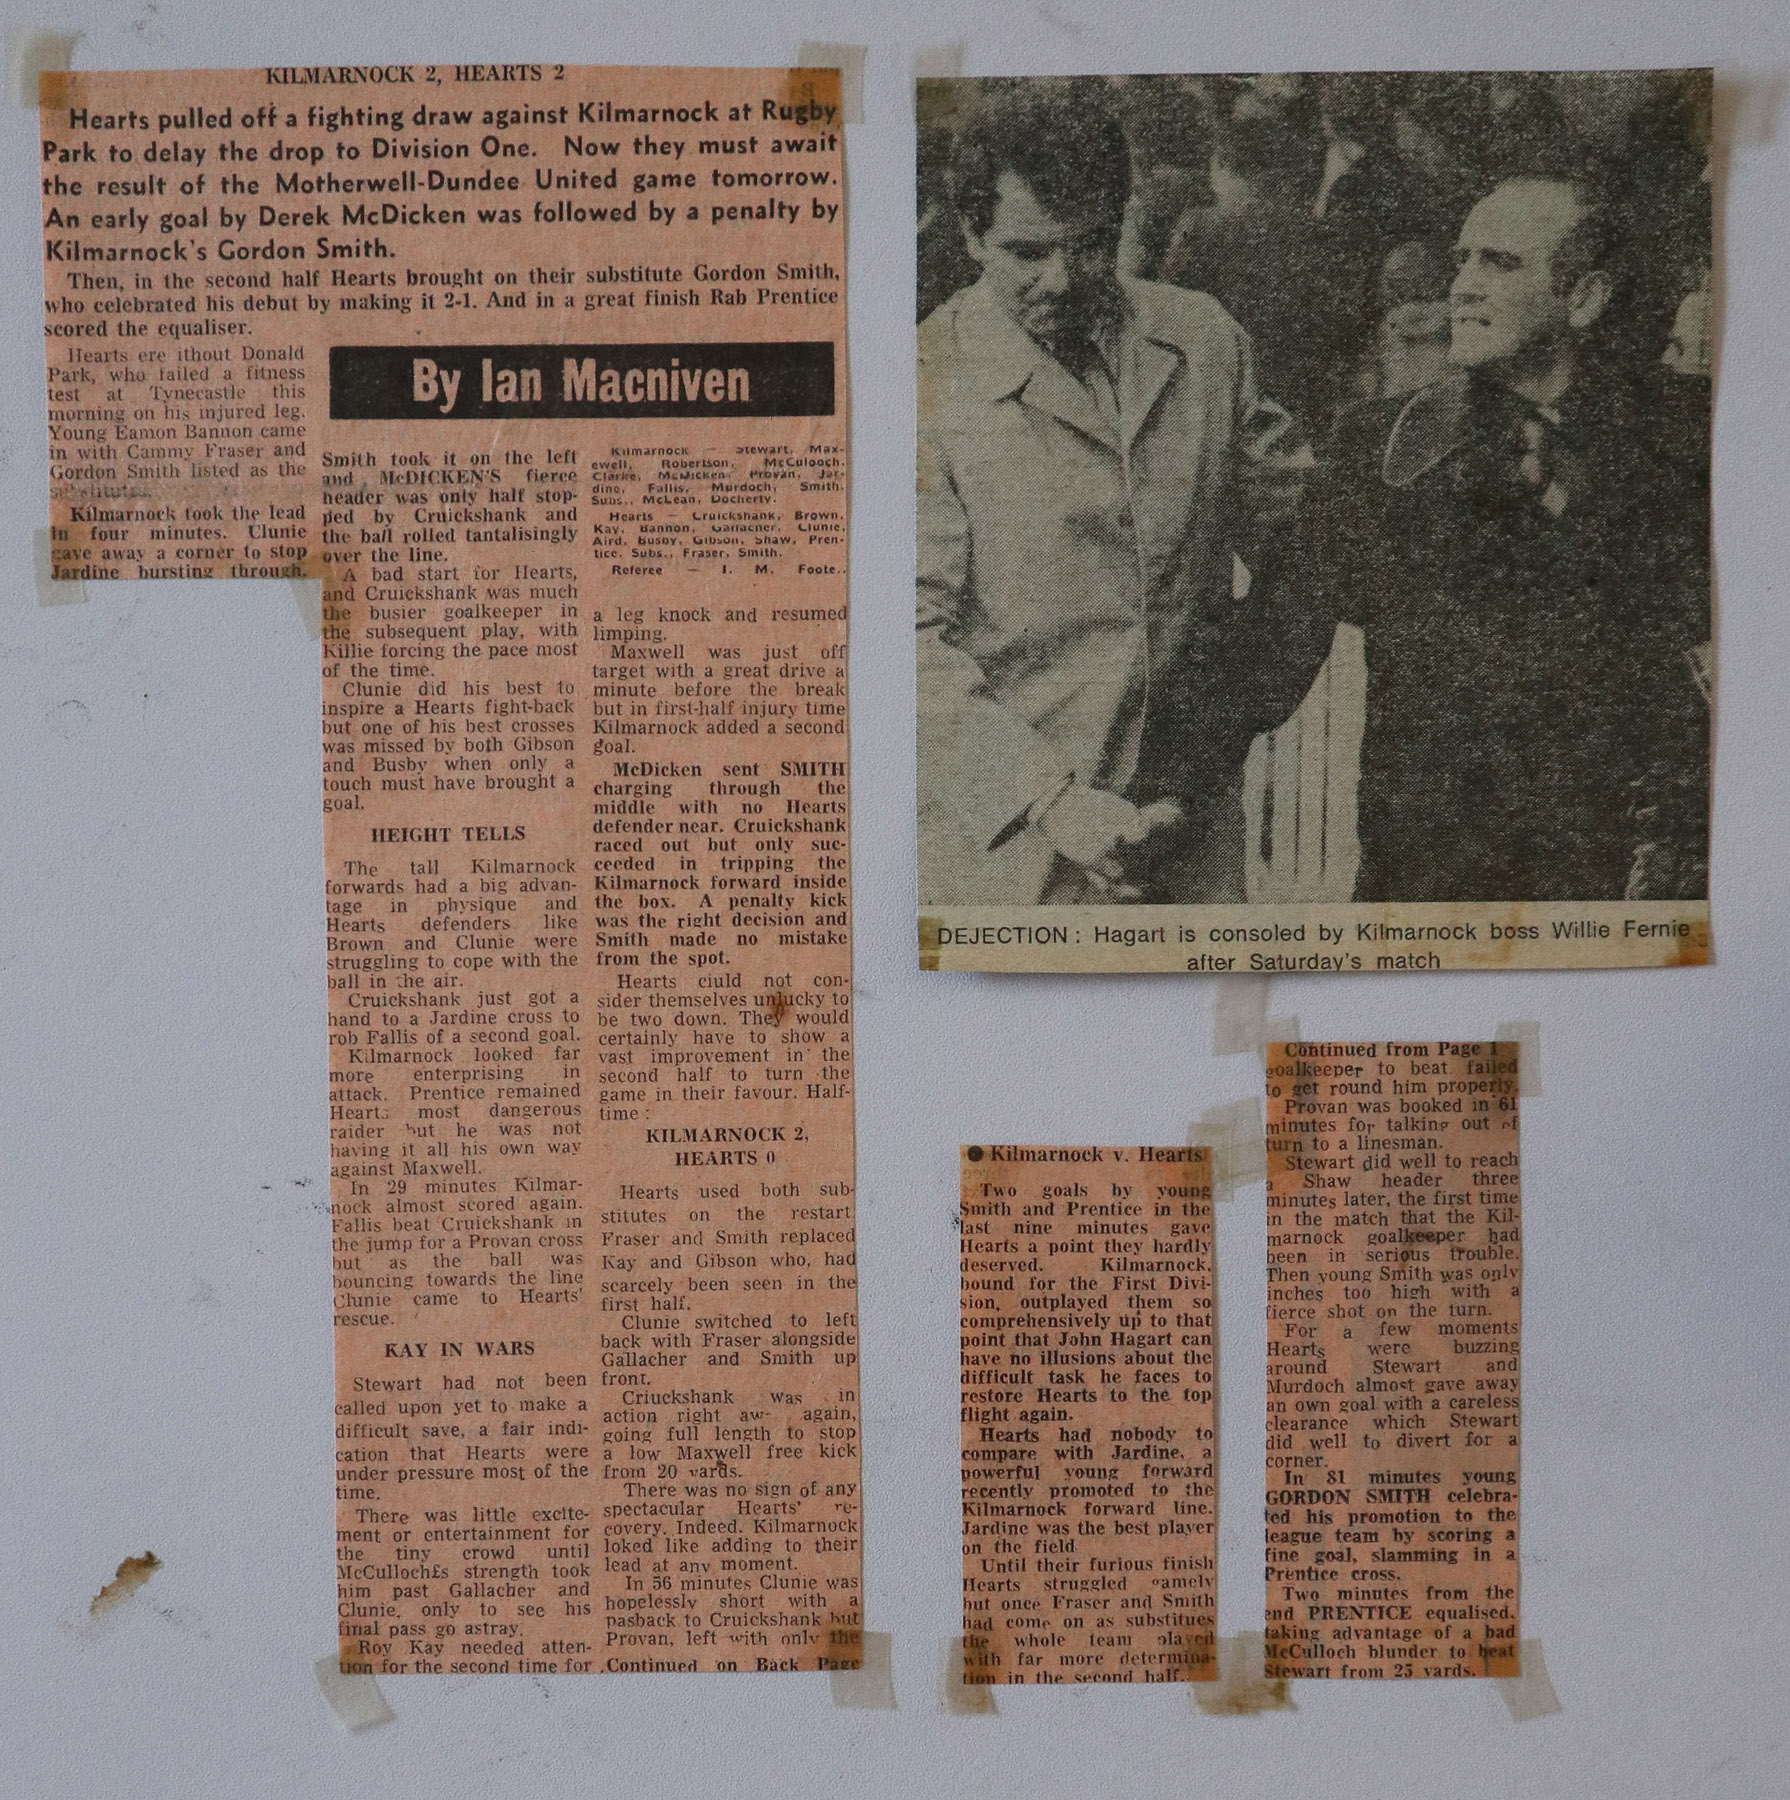 KILMARNOCK 2, HEARTS 2
Hearts pulled off a fighting draw against Kilmarnock at Rugby
Park to delay the drop to Division One. Now they must await
the result of the Motherwell-Dundee United game tomorrow.
An early goal by Derek McDicken was followed by a penalty by
Kilmarnock's Gordon Smith.
Then, in the second half Hearts brought on their substitute Gordon Smith,
who celebrated his debut by making it 2-1. And in a great finish Rab Prentice
scored the equaliser.
Hearts ere ithout Donald
Park, who failed a fitness
test at Tynecastle this
morning on his injured leg.
Young Eamon Bannon came
in with Cammy Fraser and
Gordon Smith listed as the
substitutes.
Kilmarnock took the lead
in four minutes. Clunie
gave away a corner to stop
Jardine bursting through.
By Ian Macniven
Smith took it on the left
and McDICKEN'S fierce
header was only half stop-
ped by Cruickshank and
the ball rolled tantalisingly
over the line.
A bad start for Hearts,
and Cruickshank was much
the busier goalkeeper in
the subsequent play, with
Killie forcing the pace most
of the time.
Clunie did his best to
inspire a Hearts fight-back
but one of his best crosses
was missed by both Gibson
and Busby when only a
touch must have brought a
goal.
HEIGHT TELLS
The tall Kilmarnock
forwards had a big advan-
tage in physique and
Hearts defenders like
Brown and Clunie were
struggling to cope with the
ball in the air.
Cruickshank just got a
hand to a Jardine cross to
rob Fallis of a second goal.
Kilmarnock looked far
more enterprising in
attack. Prentice remained
Hearts most dangerous
raider but he was not
having it all his own way
against Maxwell.
In 29 minutes Kilmar-
nock almost scored again.
Fallis beat Cruickshank in
the jump for a Provan cross
but as the ball was
bouncing towards the line
Clunie came to Hearts'
rescue.
KAY IN WARS
Stewart had not been
called upon yet to make a
difficult save, a fair indi-
cation that Hearts were
under pressure most of the
time.
There was little excite-
ment or entertainment for
the tiny crowd until
McCulloch£s strength took
him past Gallacher and
Clunie, only to see his
final pass go astray.
Roy Kay needed atten-
tion for the second time for
Kilmarnock — Stewart, Max-
ewell, Robertson, McCulooch.
Clarke, McDicken Provan, Jar-
dine, Fallis, Murdoch, Smith.
Subs., McLean, Docherty.
Hearts — Cruickshank, Brown,
Kay, Bannon, Gallacher, Clunie,
Aird, Busby, Gibson, Shaw, Pren-
tice. Subs., Fraser, Smith.
Referee — I. M. Foote.
a leg knock and resumed
limping.
Maxwell was just off
target with a great drive a
minute before the break
but in first-half injury time
Kilmarnock added a second
goal.
McDicken sent SMITH
charging through the
middle with no Hearts
defender near. Cruickshank
raced out but only suc-
ceeded in tripping the
Kilmarnock forward inside
the box. A penalty kick
was the right decision and
Smith made no mistake
from the spot.
Hearts ciuld not con-
sider themselves unlucky to
be two down. They would
certainly have to show a
vast improvement in the
second half to turn the
game in their favour. Half-
time :
KILMARNOCK 2,
HEARTS 0
Hearts used both sub-
stitutes on the restart.
Fraser and Smith replaced
Kay and Gibson who, had
scarcely been seen in the
first half.
Clunie switched to left
back with Fraser alongside
Gallacher and Smith up
front.
Criuckshank was in
action right aw- again,
going full length to stop
a low Maxwell free kick
from 20 yards.
There was no sign of any
spectacular Hearts' re-
covery. Indeed. Kilmarnock
loked like adding to their
lead at any moment.
In 56 minutes Clunie was
hopelessly short with a
pasback to Cruickshank but
Provan, left with only the
Continued on Back Page
DEJECTION : Hagart is consoled by Kilmarnock boss Willie Fernie
after Saturday's match
● Kilmarnock v. Hearts
Two goals by young
Smith and Prentice in the
last nine minutes gave
Hearts a point they hardly
deserved. Kilmarnock,
bound for the First Divi-
sion, outplayed them so
comprehensively up to that
point that John Hagart can
have no illusions about the
difficult task he faces to
restore Hearts to the top
flight again.
Hearts had nobody to
compare with Jardine, a
powerful young forward
recently promoted to the
Kilmarnock forward line.
Jardine was the best player
on the field
Until their furious finish
Hearts struggled gamely
but once Fraser and Smith
had come on as substitues
the whole team played
with far more determina-
tion in the second half.
Continued from Page 1
goalkeeper to beat failed
to get round him properly.
Provan was booked in 61
minutes for talking out of
turn to a linesman.
Stewart did well to reach
a Shaw header three
minutes later, the first time
in the match that the Kil-
marnock goalkeeper had
been in serious trouble.
Then young Smith was only
inches too high with a
fierce shot on the turn.
For a few moments
Hearts were buzzing
around Stewart and
Murdoch almost gave away
an own goal with a careless
clearance which Stewart
did well to divert for a
corner.
In 81 minutes young
GORDON SMITH celebra-
ted his promotion to the
league team by scoring a
fine goal, slamming in a
Prentice cross.
Two minutes from the
end PRENTICE equalised,
taking advantage of a bad
McCulloch blunder to beat
Stewart from 25 yards.